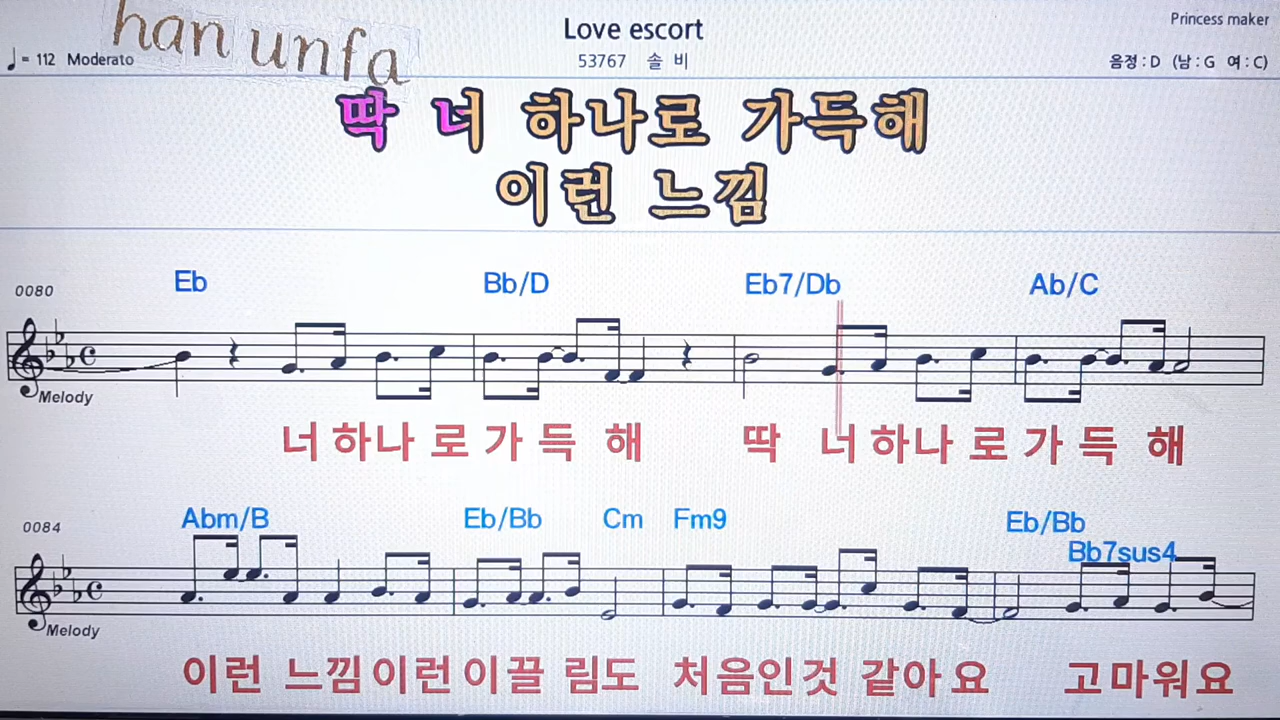 han unfa
Love escort
Princess maker
♩= 112 Moderato
53767 솔 비
음정 : D (남 : G 여 : C)
딱 너 하나로 가득해
이런 느낌
0080
Eb Bb/D Eb7/Db Ab/C
Melody
너 하나 로 가 득 해 딱 너 하나 로 가 득 해
0084
Abm/B Eb/Bb Cm Fm9 Eb/Bb
Bb7sus4
Melody
이런 느낌이런이끌 림도 처음인것 같아요 고마워요